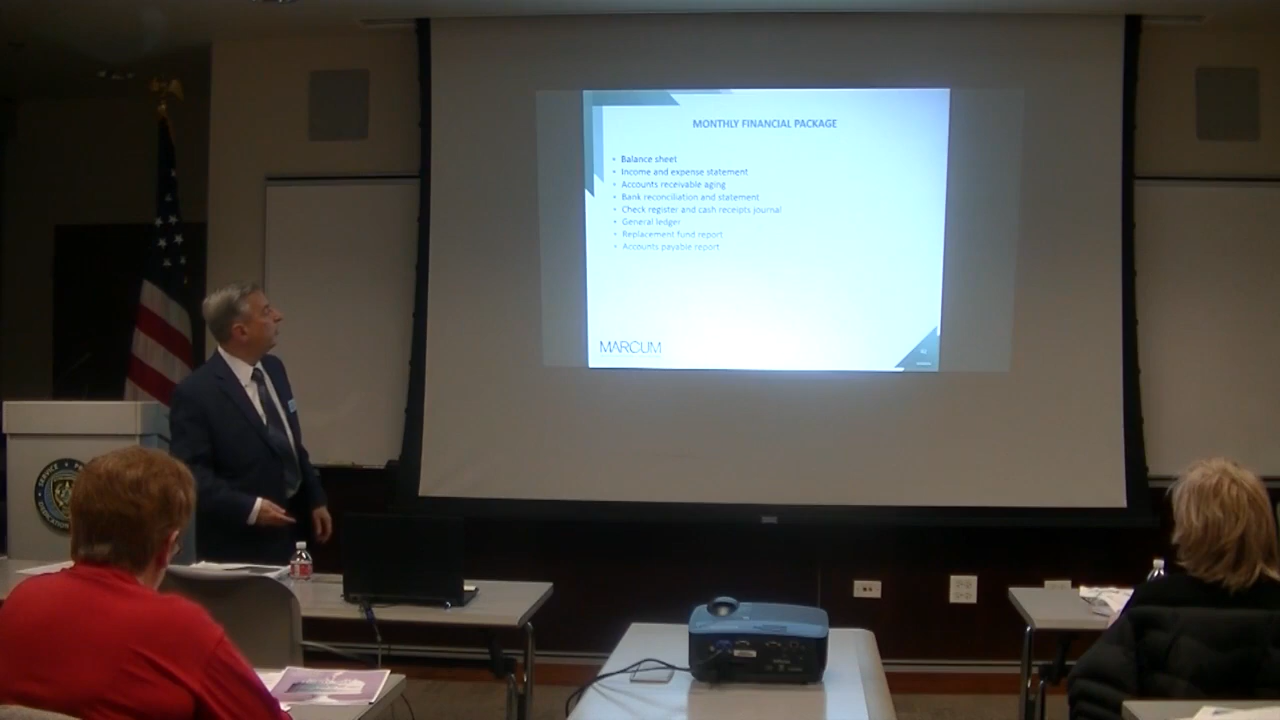 MONTHLY FINANCIAL PACKAGE
• Balance sheet
• Income and expense statement
• Accounts receivable aging
• Bank reconciliation and statement
• Check register and cash receipts journal
• General ledger
• Replacement fund report
• Accounts payable report
MARCUM
SERVICE